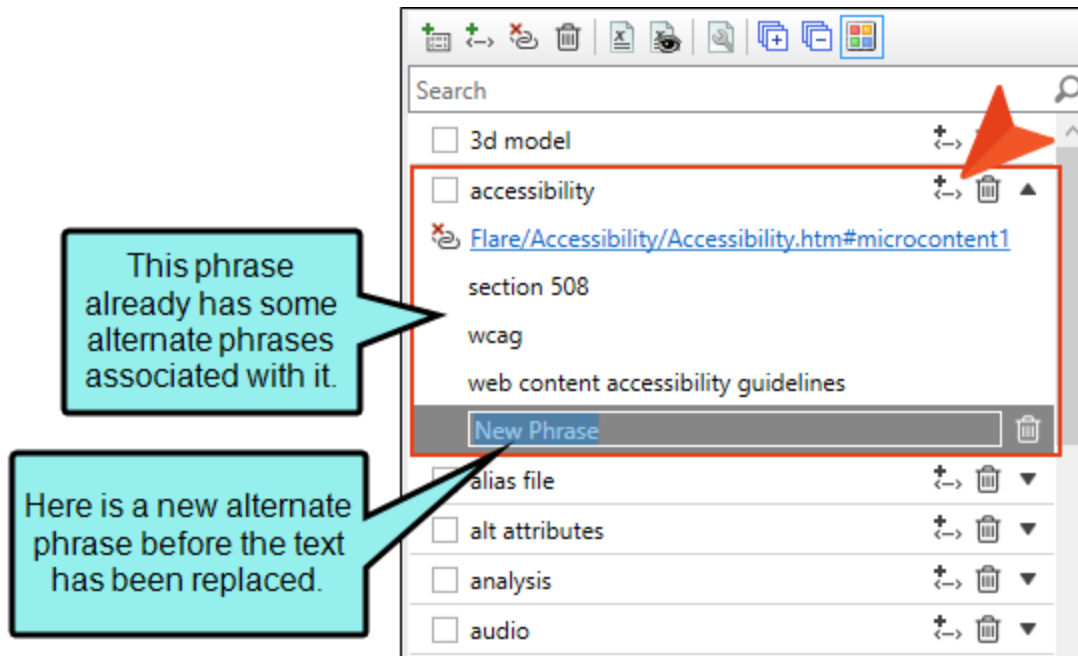 Search
3d model
accessibility
Flare/Accessibility/Accessibility.htm#microcontent1
section 508
wcag
web content accessibility guidelines
New Phrase
alias file
alt attributes
analysis
audio
This phrase
already has some
alternate phrases
associated with it.
Here is a new alternate
phrase before the text
has been replaced.